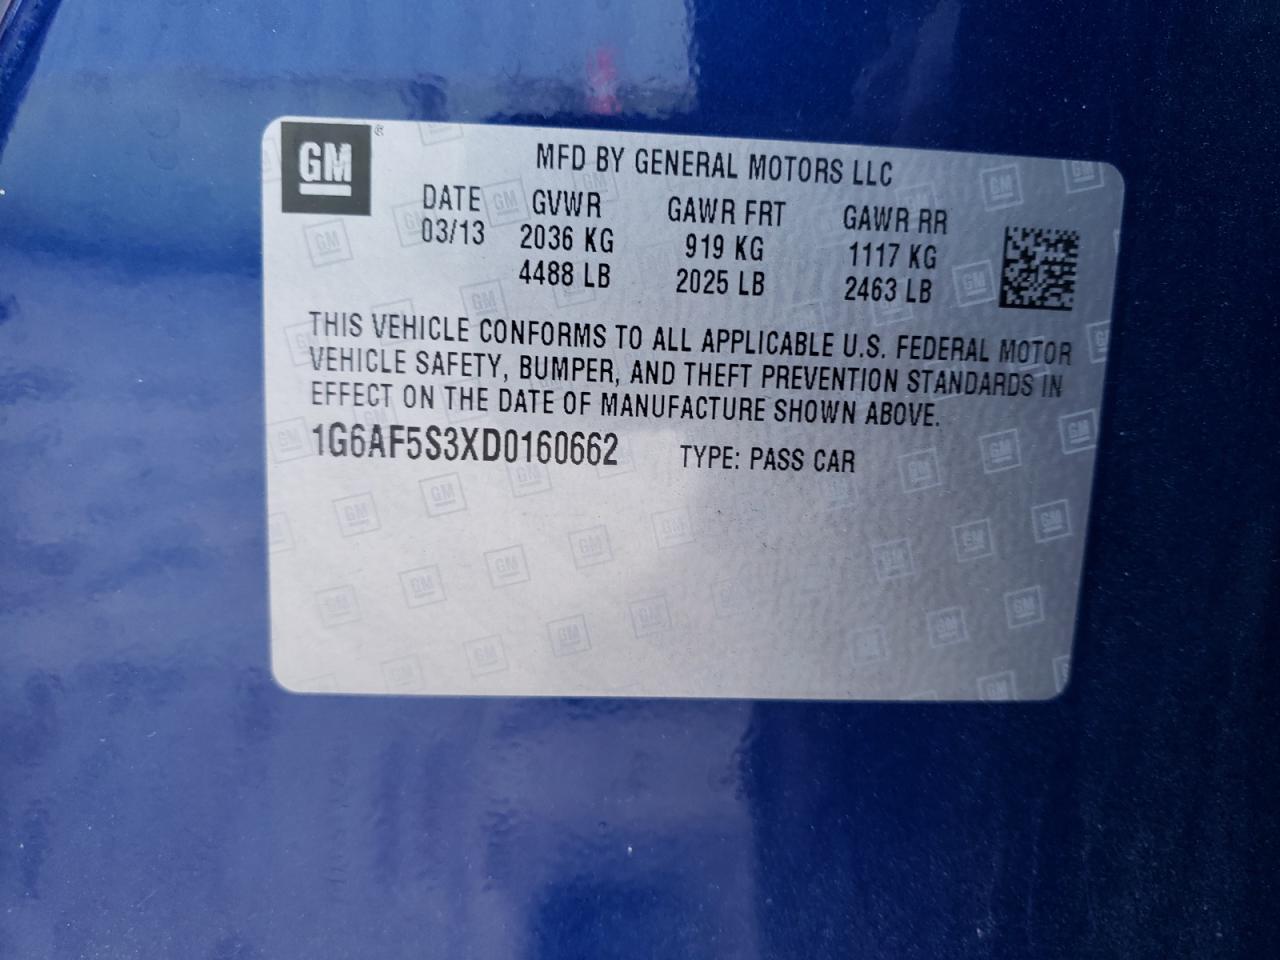 GM ®
MFD BY GENERAL MOTORS LLC
DATE GVWR GAWR FRT GAWR RR
03/13 2036 KG 919 KG 1117 KG
4488 LB 2025 LB 2463 LB
THIS VEHICLE CONFORMS TO ALL APPLICABLE U.S. FEDERAL MOTOR
VEHICLE SAFETY, BUMPER, AND THEFT PREVENTION STANDARDS IN
EFFECT ON THE DATE OF MANUFACTURE SHOWN ABOVE.
1G6AF5S3XD0160662 TYPE: PASS CAR